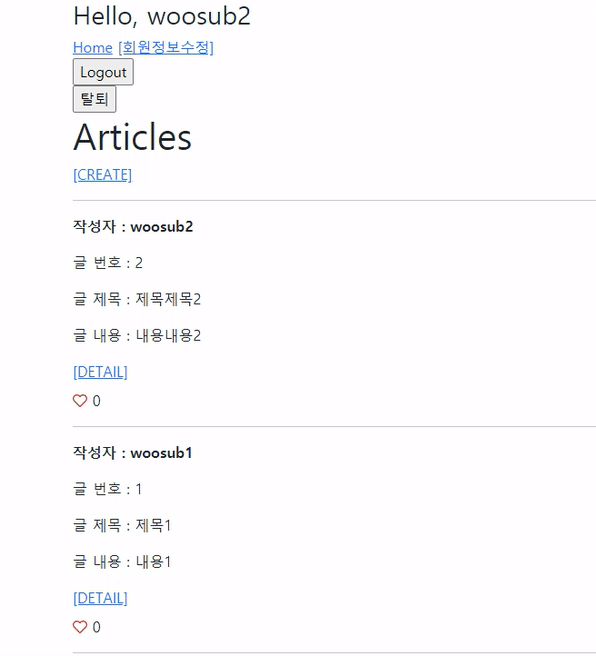 Hello, woosub2
Home [회원정보수정]
Logout
탈퇴
Articles
[CREATE]
작성자 : woosub2
글 번호 : 2
글 제목 : 제목제목2
글 내용 : 내용내용2
[DETAIL]
0
작성자 : woosub1
글 번호 : 1
글 제목 : 제목1
글 내용 : 내용1
[DETAIL]
0